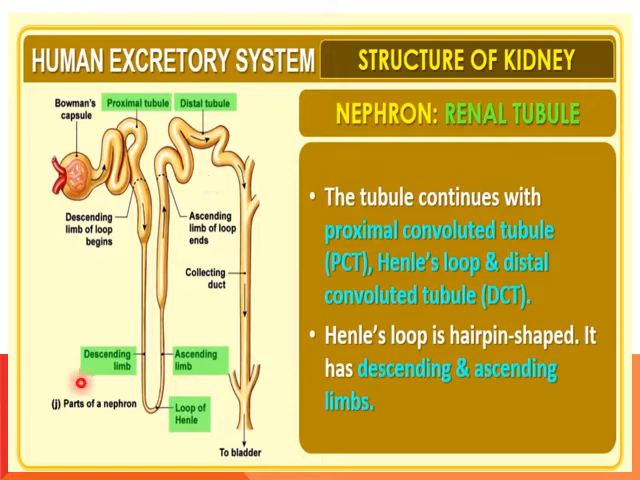 HUMAN EXCRETORY SYSTEM
STRUCTURE OF KIDNEY
Bowman's
capsule
Proximal tubule
Distal tubule
Descending
limb of loop
begins
Ascending
limb of loop
ends
Collecting
duct
Descending
limb
Ascending
limb
(j) Parts of a nephron
Loop of
Henle
To bladder
NEPHRON: RENAL TUBULE
• The tubule continues with
proximal convoluted tubule
(PCT), Henle's loop & distal
convoluted tubule (DCT).
• Henle's loop is hairpin-shaped. It
has descending & ascending
limbs.